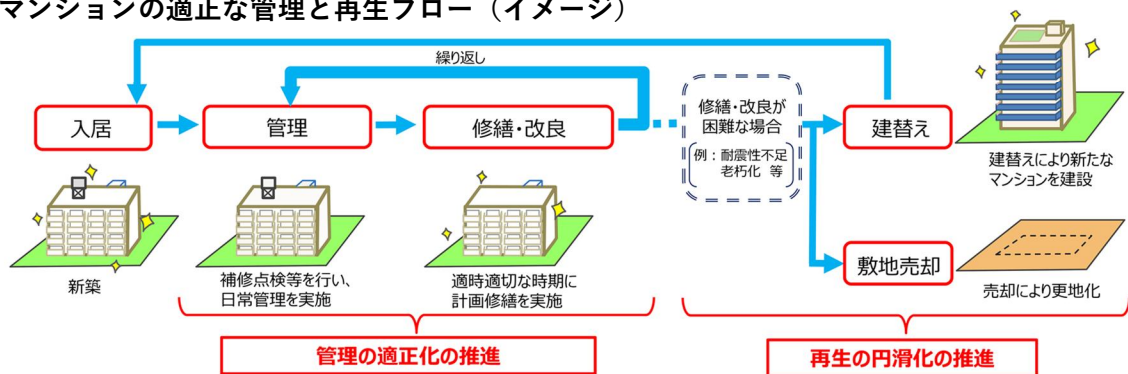 マンションの適正な管理と再生フロー（イメージ）
繰り返し
入居
管理
修繕・改良
修繕・改良が
困難な場合
例：耐震性不足
老朽化 等
建替え
建替えにより新たな
マンションを建設
新築
補修点検等を行い、
日常管理を実施
適時適切な時期に
計画修繕を実施
敷地売却
売却により更地化
管理の適正化の推進
再生の円滑化の推進